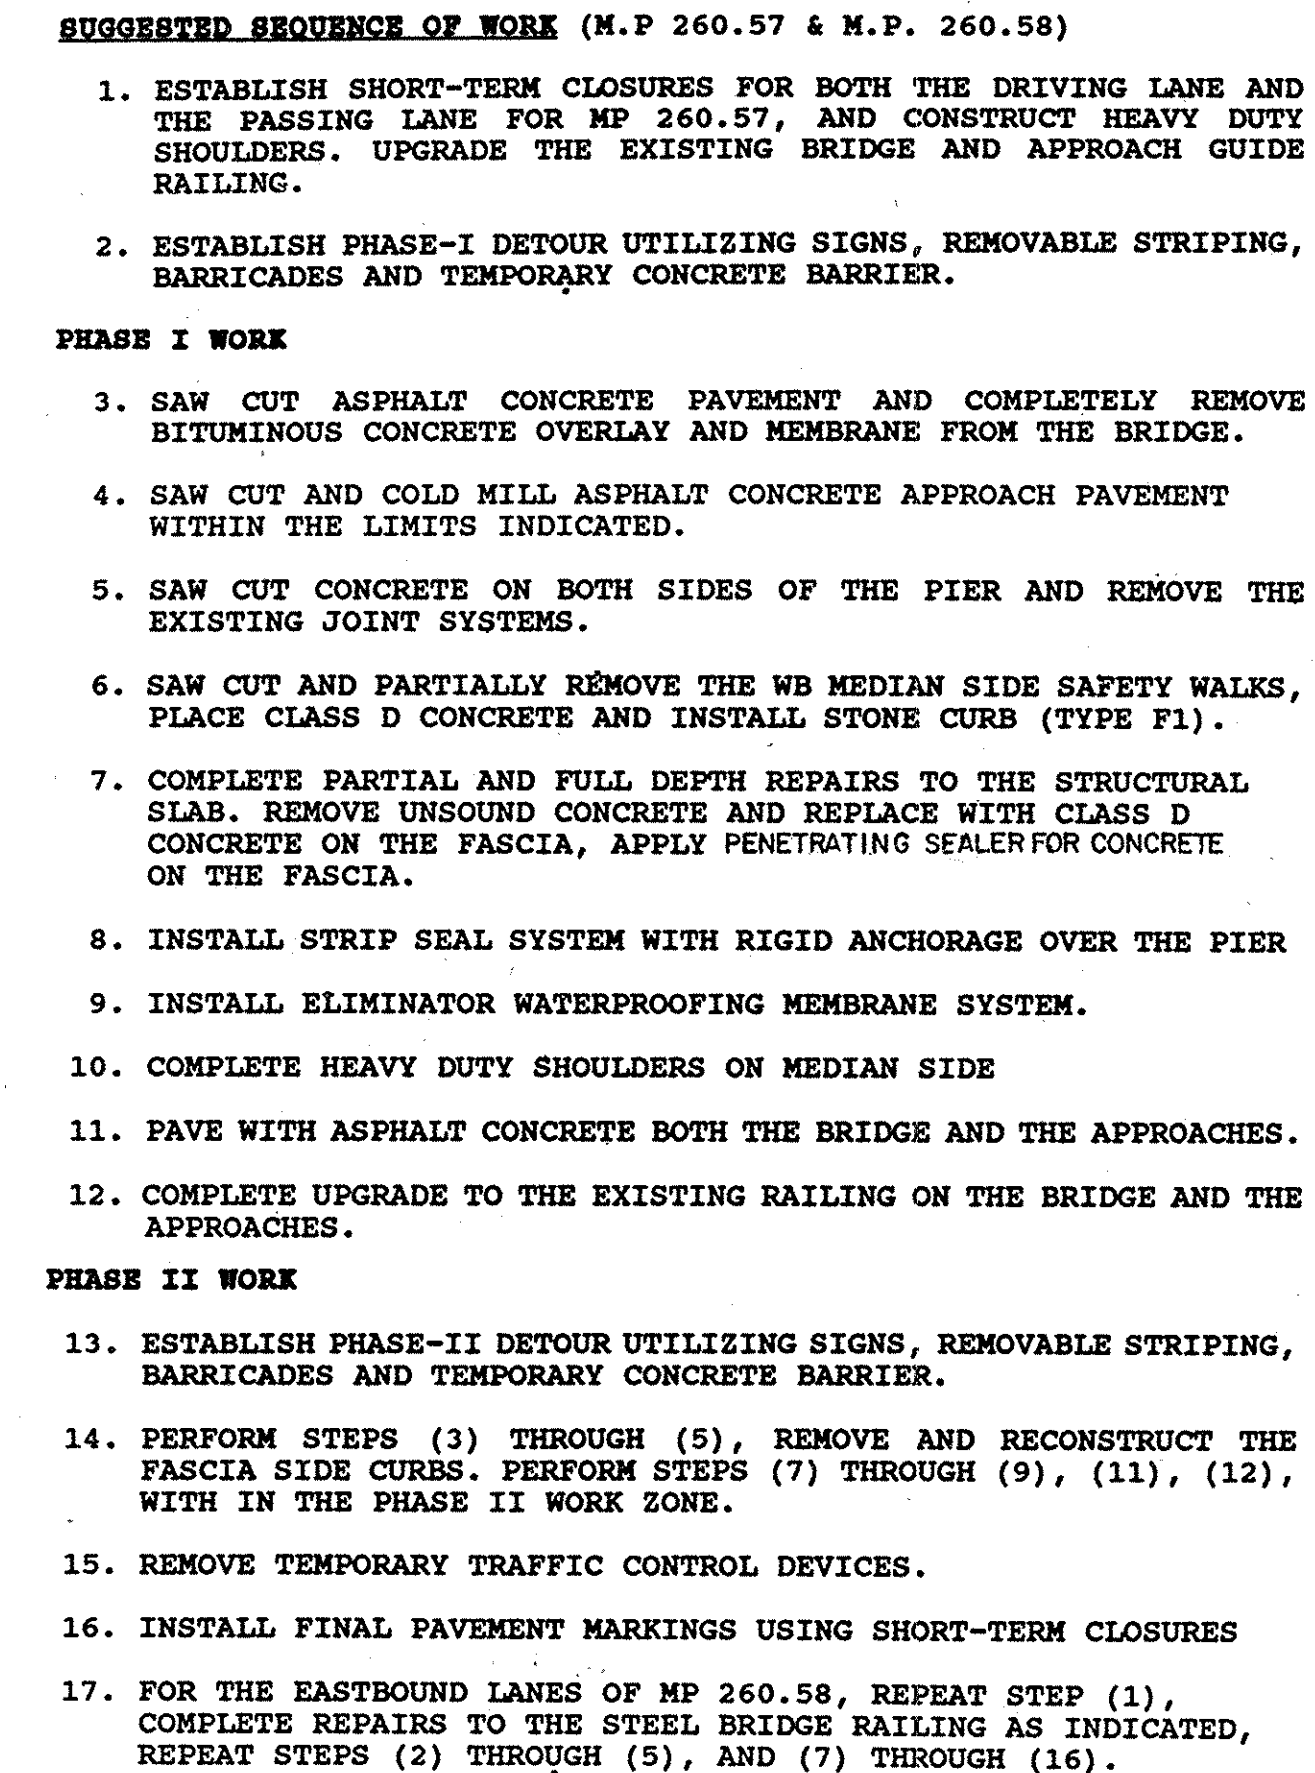 SUGGESTED SEQUENCE OF WORK (M.P 260.57 & M.P. 260.58)
1. ESTABLISH SHORT-TERM CLOSURES FOR BOTH THE DRIVING LANE AND
THE PASSING LANE FOR MP 260.57, AND CONSTRUCT HEAVY DUTY
SHOULDERS. UPGRADE THE EXISTING BRIDGE AND APPROACH GUIDE
RAILING.
2. ESTABLISH PHASE-I DETOUR UTILIZING SIGNS, REMOVABLE STRIPING,
BARRICADES AND TEMPORARY CONCRETE BARRIER.
PHASE I WORK
3. SAW CUT ASPHALT CONCRETE PAVEMENT AND COMPLETELY REMOVE
BITUMINOUS CONCRETE OVERLAY AND MEMBRANE FROM THE BRIDGE.
4. SAW CUT AND COLD MILL ASPHALT CONCRETE APPROACH PAVEMENT
WITHIN THE LIMITS INDICATED.
5. SAW CUT CONCRETE ON BOTH SIDES OF THE PIER AND REMOVE THE
EXISTING JOINT SYSTEMS.
6. SAW CUT AND PARTIALLY REMOVE THE WB MEDIAN SIDE SAFETY WALKS,
PLACE CLASS D CONCRETE AND INSTALL STONE CURB (TYPE F1).
7. COMPLETE PARTIAL AND FULL DEPTH REPAIRS TO THE STRUCTURAL
SLAB. REMOVE UNSOUND CONCRETE AND REPLACE WITH CLASS D
CONCRETE ON THE FASCIA, APPLY PENETRATING SEALER FOR CONCRETE
ON THE FASCIA.
8. INSTALL STRIP SEAL SYSTEM WITH RIGID ANCHORAGE OVER THE PIER
9. INSTALL ELIMINATOR WATERPROOFING MEMBRANE SYSTEM.
10. COMPLETE HEAVY DUTY SHOULDERS ON MEDIAN SIDE
11. PAVE WITH ASPHALT CONCRETE BOTH THE BRIDGE AND THE APPROACHES.
12. COMPLETE UPGRADE TO THE EXISTING RAILING ON THE BRIDGE AND THE
APPROACHES.
PHASE II WORK
13. ESTABLISH PHASE-II DETOUR UTILIZING SIGNS, REMOVABLE STRIPING,
BARRICADES AND TEMPORARY CONCRETE BARRIER.
14. PERFORM STEPS (3) THROUGH (5), REMOVE AND RECONSTRUCT THE
FASCIA SIDE CURBS. PERFORM STEPS (7) THROUGH (9), (11), (12),
WITH IN THE PHASE II WORK ZONE.
15. REMOVE TEMPORARY TRAFFIC CONTROL DEVICES.
16. INSTALL FINAL PAVEMENT MARKINGS USING SHORT-TERM CLOSURES
17. FOR THE EASTBOUND LANES OF MP 260.58, REPEAT STEP (1),
COMPLETE REPAIRS TO THE STEEL BRIDGE RAILING AS INDICATED,
REPEAT STEPS (2) THROUGH (5), AND (7) THROUGH (16).